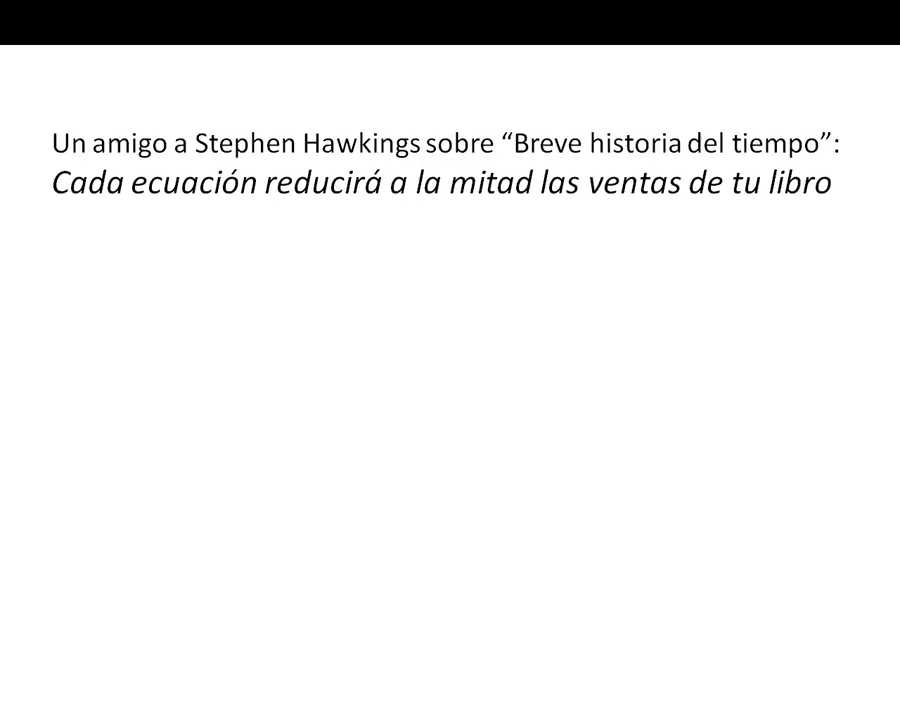 Un amigo a Stephen Hawkings sobre “Breve historia del tiempo”:
Cada ecuación reducirá a la mitad las ventas de tu libro